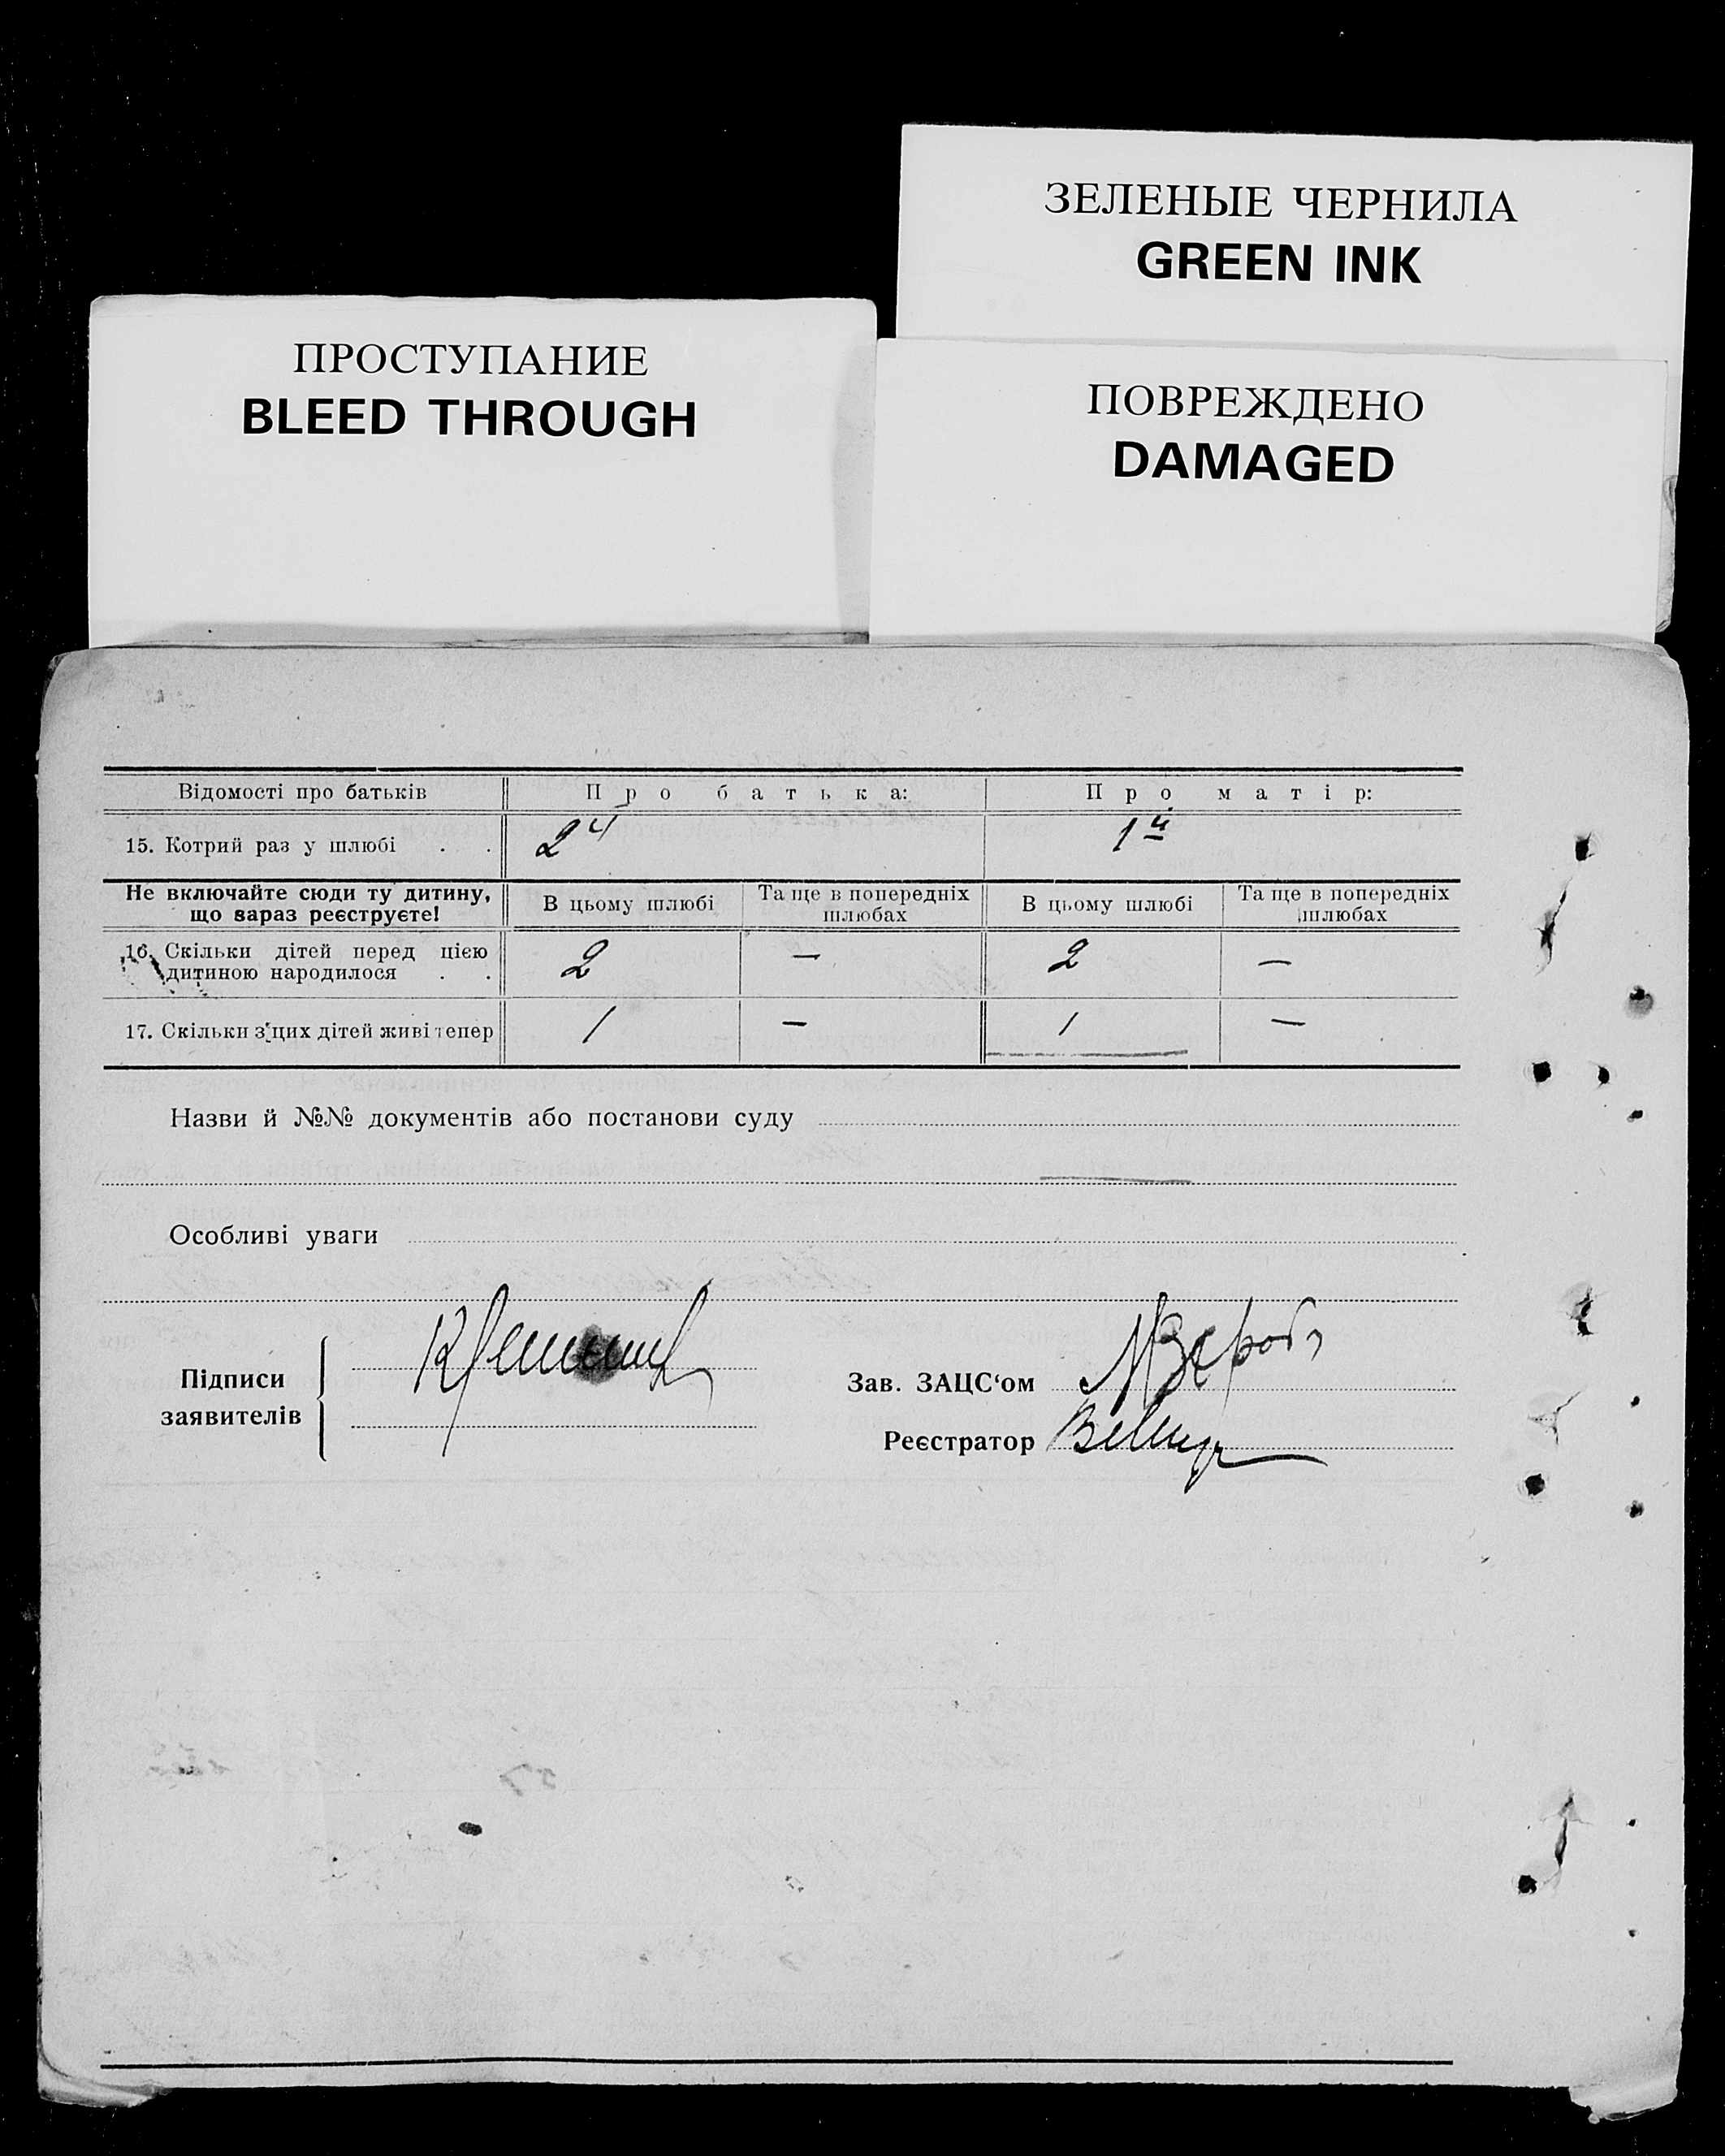 ЗЕЛЕНЫЕ ЧЕРНИЛА
GREEN INK
ПРОСТУПАНИЕ
BLEED THROUGH
ПОВРЕЖДЕНО
DAMAGED
Відомості про батьків Про батька: Про матір:
15. Котрий раз у шлюбі . . 2й 1й
Не включайте сюди ту дитину, що зараз реєструєте! В цьому шлюбі Та ще в попередніх шлюбах В цьому шлюбі Та ще в попередніх шлюбах
16. Скільки дітей перед цією дитиною народилося . . 2 — 2 —
17. Скільки з цих дітей живі тепер 1 — 1 —
Назви й №№ документів або постанови суду
Особливі уваги
Підписи заявителів
Зав. ЗАЦС‘ом
Реєстратор